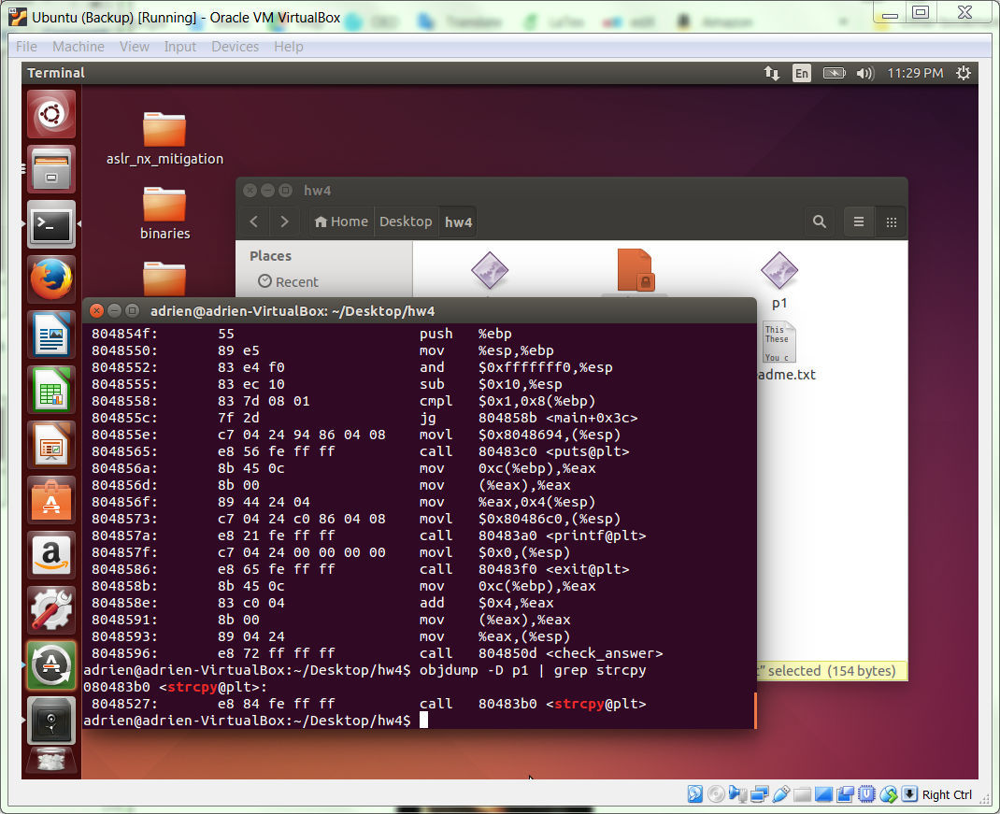 Ubuntu (Backup) [Running] - Oracle VM VirtualBox
File Machine View Input Devices Help
Terminal
En
11:29 PM
aslr_nx_mitigation
binaries
hw4
Home Desktop hw4
Places
Recent
p1
This
These
You c
adme.txt
adrien@adrien-VirtualBox: ~/Desktop/hw4
804854f: 55 push %ebp
8048550: 89 e5 mov %esp,%ebp
8048552: 83 e4 f0 and $0xfffffff0,%esp
8048555: 83 ec 10 sub $0x10,%esp
8048558: 83 7d 08 01 cmpl $0x1,0x8(%ebp)
804855c: 7f 2d jg 804858b <main+0x3c>
804855e: c7 04 24 94 86 04 08 movl $0x8048694,(%esp)
8048565: e8 56 fe ff ff call 80483c0 <puts@plt>
804856a: 8b 45 0c mov 0xc(%ebp),%eax
804856d: 8b 00 mov (%eax),%eax
804856f: 89 44 24 04 mov %eax,0x4(%esp)
8048573: c7 04 24 c0 86 04 08 movl $0x80486c0,(%esp)
804857a: e8 21 fe ff ff call 80483a0 <printf@plt>
804857f: c7 04 24 00 00 00 00 movl $0x0,(%esp)
8048586: e8 65 fe ff ff call 80483f0 <exit@plt>
804858b: 8b 45 0c mov 0xc(%ebp),%eax
804858e: 83 c0 04 add $0x4,%eax
8048591: 8b 00 mov (%eax),%eax
8048593: 89 04 24 mov %eax,(%esp)
8048596: e8 72 ff ff ff call 804850d <check_answer>
adrien@adrien-VirtualBox:~/Desktop/hw4$ objdump -D p1 | grep strcpy
080483b0 <strcpy@plt>:
8048527: e8 84 fe ff ff call 80483b0 <strcpy@plt>
adrien@adrien-VirtualBox:~/Desktop/hw4$
t" selected (154 bytes)
Right Ctrl